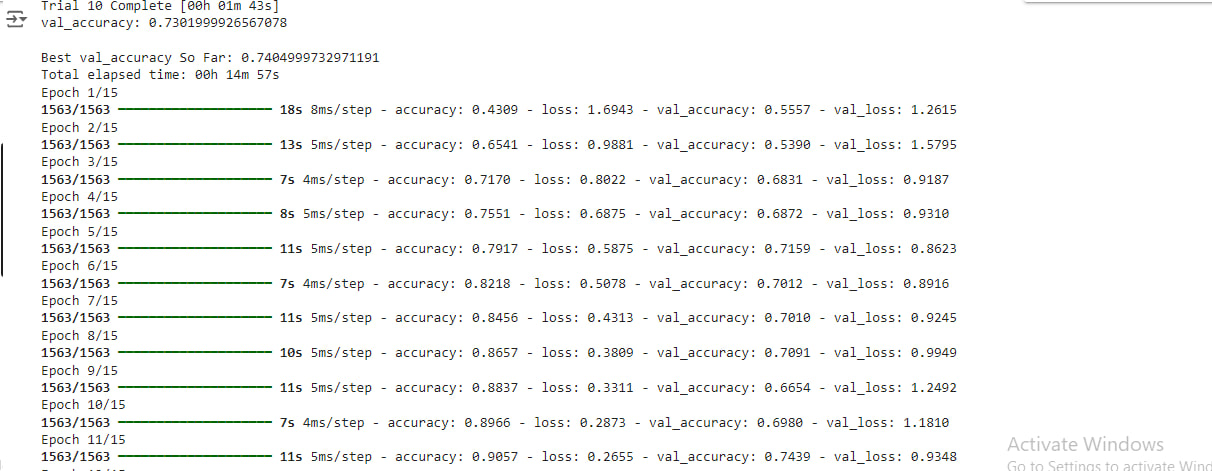 Trial 10 Complete [00h 01m 43s]
val_accuracy: 0.7301999926567078
Best val_accuracy So Far: 0.7404999732971191
Total elapsed time: 00h 14m 57s
Epoch 1/15
1563/1563 18s 8ms/step - accuracy: 0.4309 - loss: 1.6943 - val_accuracy: 0.5557 - val_loss: 1.2615
Epoch 2/15
1563/1563 13s 5ms/step - accuracy: 0.6541 - loss: 0.9881 - val_accuracy: 0.5390 - val_loss: 1.5795
Epoch 3/15
1563/1563 7s 4ms/step - accuracy: 0.7170 - loss: 0.8022 - val_accuracy: 0.6831 - val_loss: 0.9187
Epoch 4/15
1563/1563 8s 5ms/step - accuracy: 0.7551 - loss: 0.6875 - val_accuracy: 0.6872 - val_loss: 0.9310
Epoch 5/15
1563/1563 11s 5ms/step - accuracy: 0.7917 - loss: 0.5875 - val_accuracy: 0.7159 - val_loss: 0.8623
Epoch 6/15
1563/1563 7s 4ms/step - accuracy: 0.8218 - loss: 0.5078 - val_accuracy: 0.7012 - val_loss: 0.8916
Epoch 7/15
1563/1563 11s 5ms/step - accuracy: 0.8456 - loss: 0.4313 - val_accuracy: 0.7010 - val_loss: 0.9245
Epoch 8/15
1563/1563 10s 5ms/step - accuracy: 0.8657 - loss: 0.3809 - val_accuracy: 0.7091 - val_loss: 0.9949
Epoch 9/15
1563/1563 11s 5ms/step - accuracy: 0.8837 - loss: 0.3311 - val_accuracy: 0.6654 - val_loss: 1.2492
Epoch 10/15
1563/1563 7s 4ms/step - accuracy: 0.8966 - loss: 0.2873 - val_accuracy: 0.6980 - val_loss: 1.1810
Epoch 11/15
1563/1563 11s 5ms/step - accuracy: 0.9057 - loss: 0.2655 - val_accuracy: 0.7439 - val_loss: 0.9348
Activate Windows
Go to Settings to activate Wind